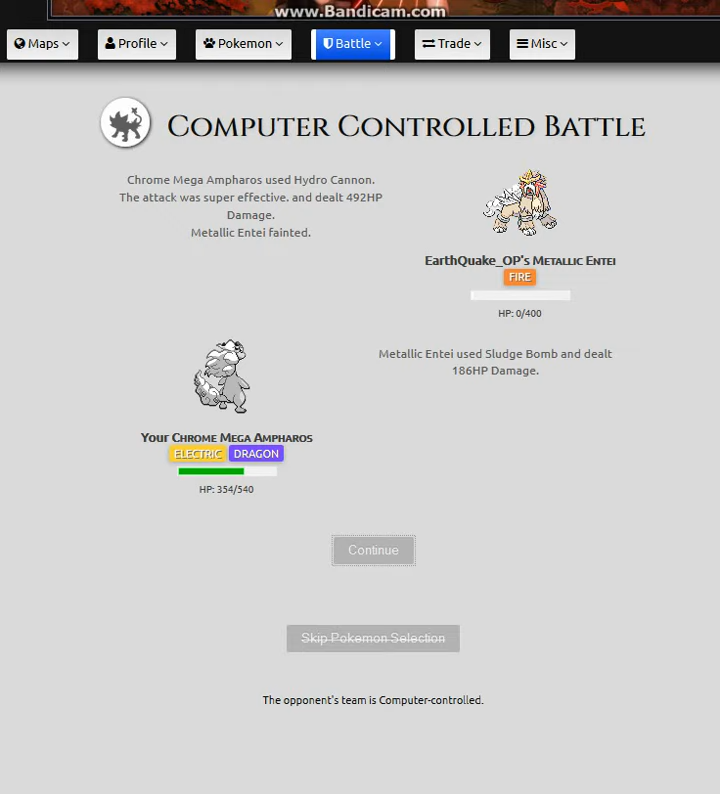 www.Bandicam.com
Maps Profile Pokemon Battle Trade Misc
Computer Controlled Battle
Chrome Mega Ampharos used Hydro Cannon.
The attack was super effective. and dealt 492HP
Damage.
Metallic Entei fainted.
EarthQuake_OP's Metallic Entei
FIRE
HP: 0/400
Metallic Entei used Sludge Bomb and dealt
186HP Damage.
Your Chrome Mega Ampharos
ELECTRIC DRAGON
HP: 354/540
Continue
Skip Pokemon Selection
The opponent's team is Computer-controlled.